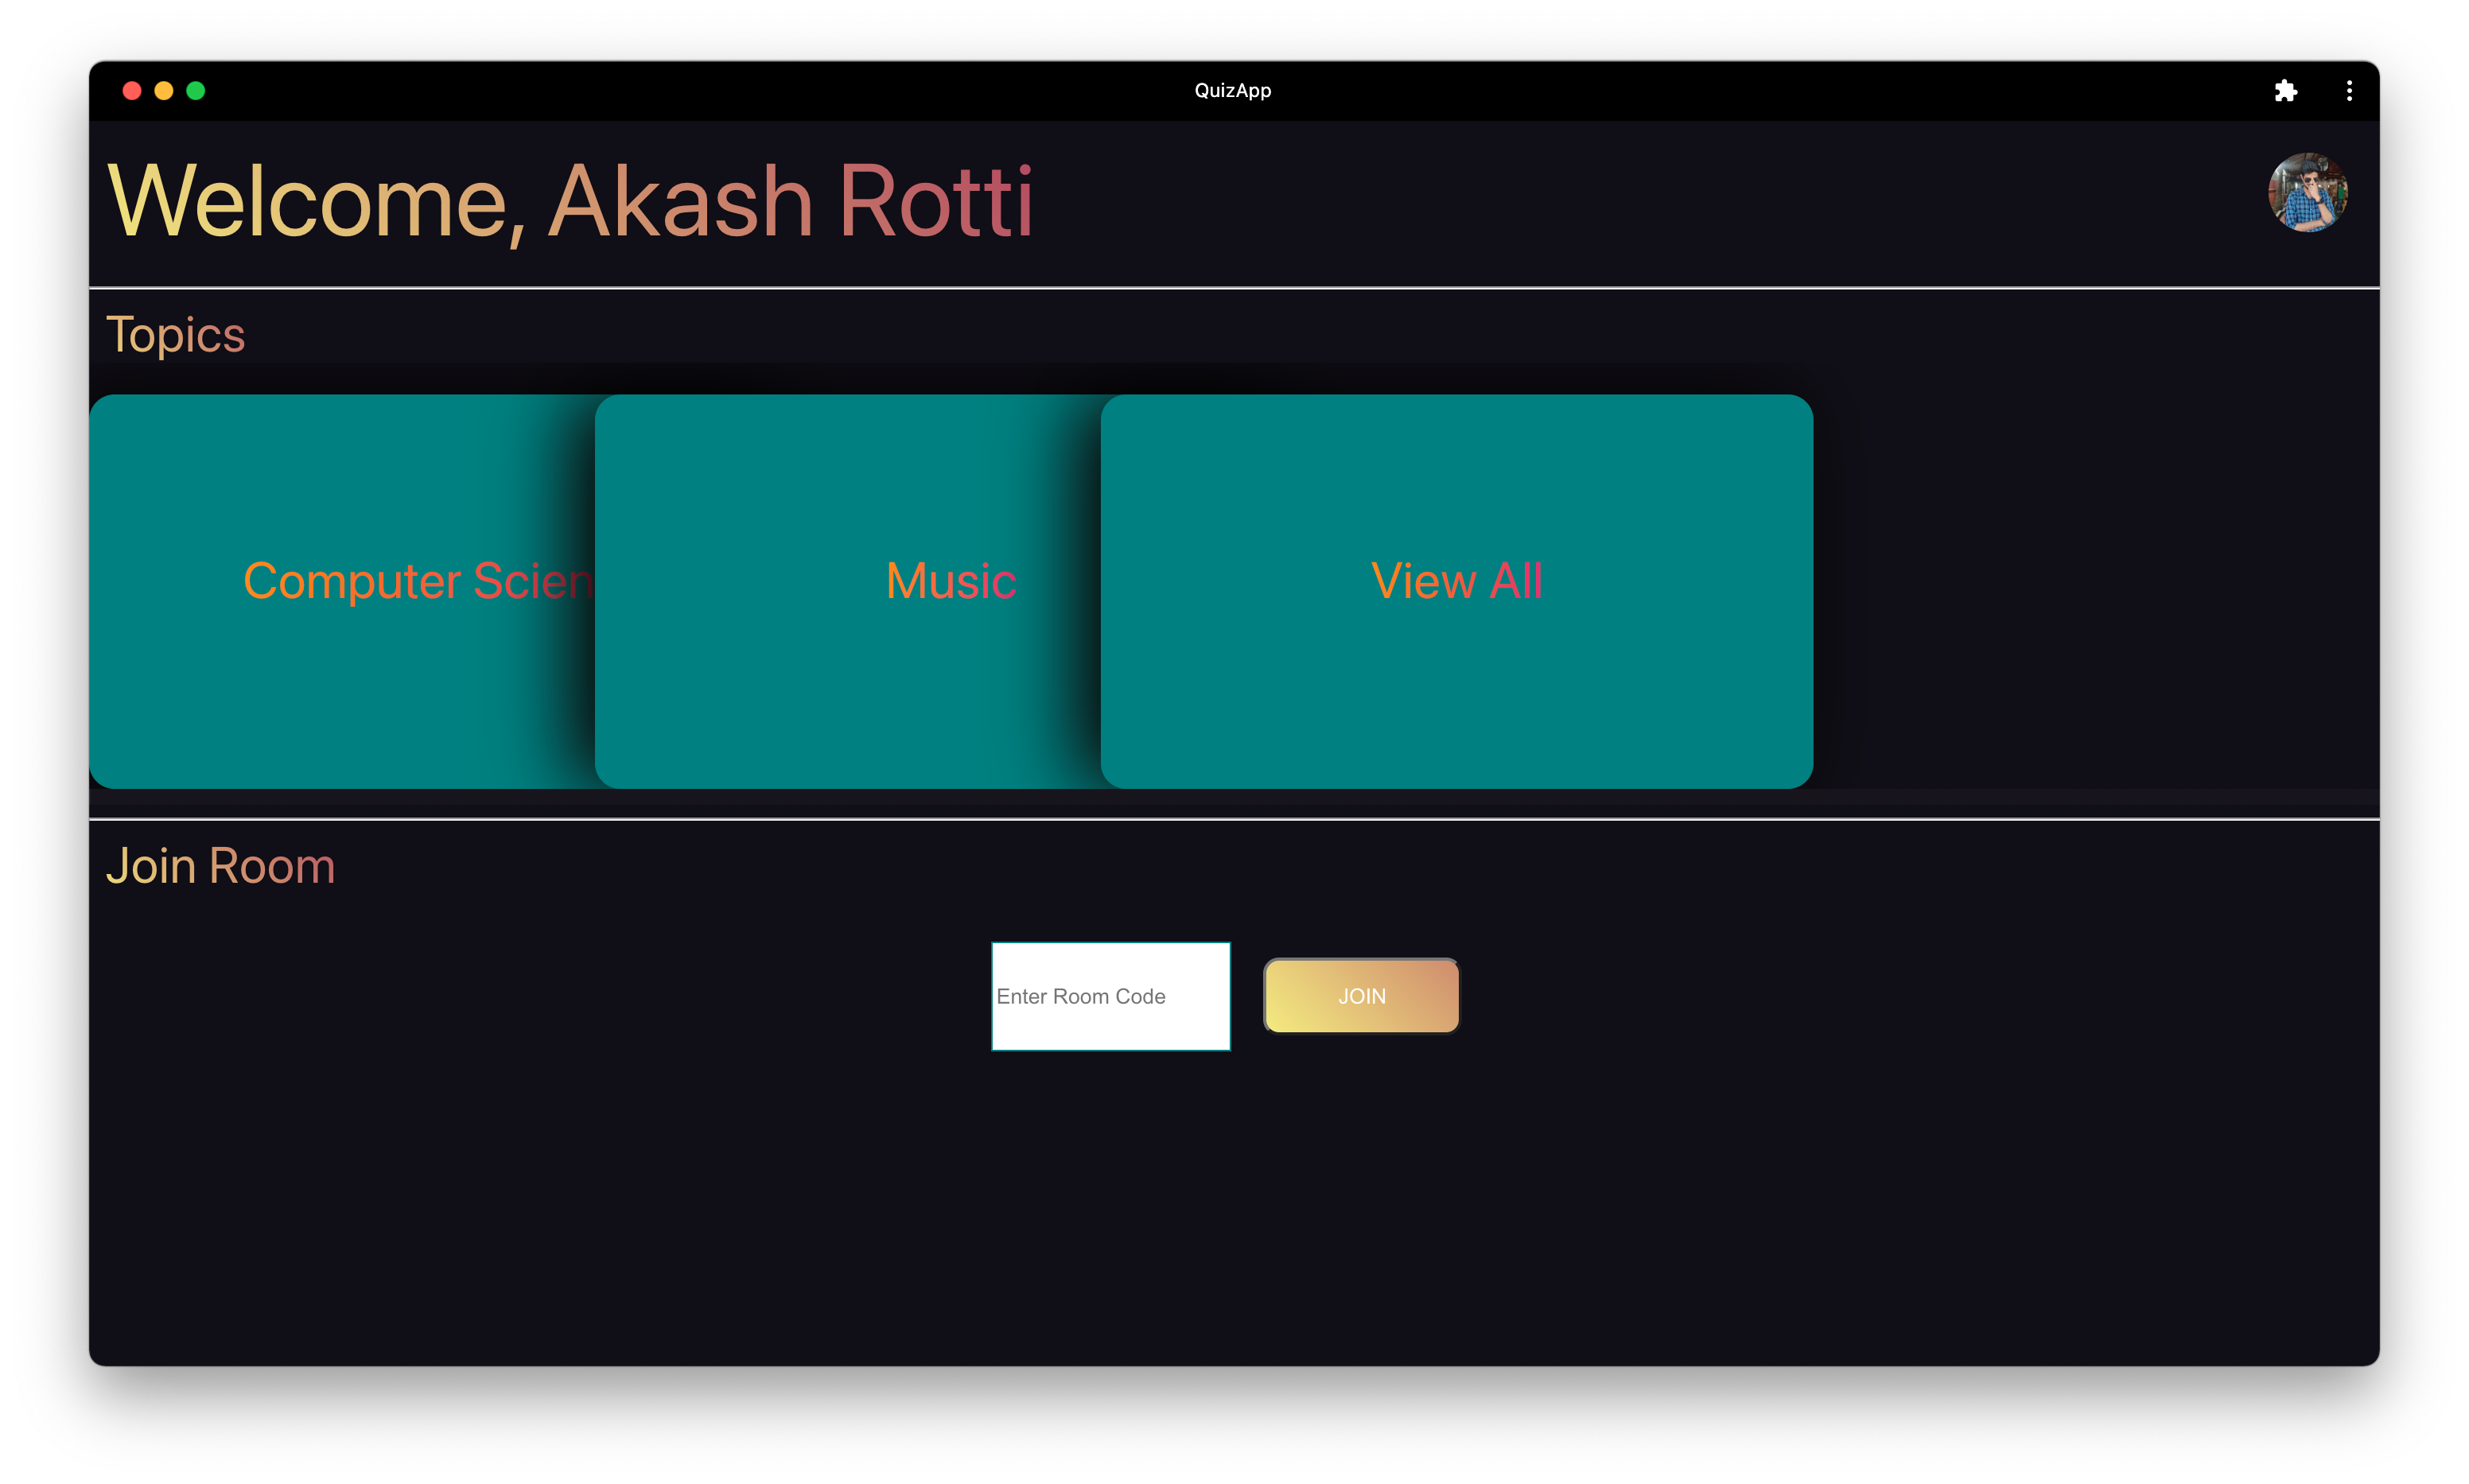 QuizApp
Welcome, Akash Rotti
Topics
Computer Scien
Music
View All
Join Room
Enter Room Code
JOIN